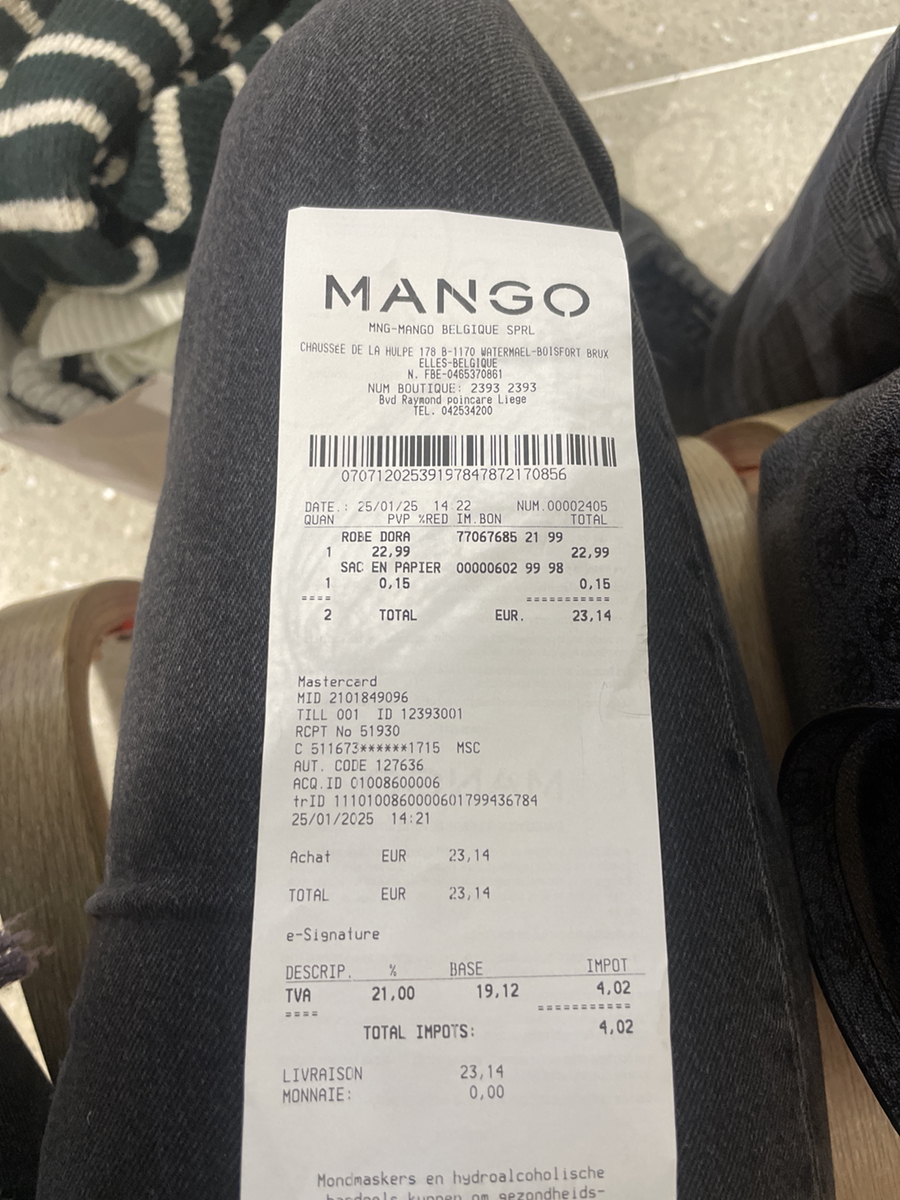 MANGO
MNG-MANGO BELGIQUE SPRL
CHAUSSéE DE LA HULPE 178 B-1170 WATERMAEL-BOISFORT BRUX
ELLES-BELGIQUE
N. FBE-0465370861
NUM BOUTIQUE: 2393 2393
Bvd Raymond poincare Liege
TEL. 042534200
07071202539197847872170856
DATE.: 25/01/25 14:22 NUM.00002405
QUAN PVP %RED IM.BON TOTAL
ROBE DORA 77067685 21 99
1 22,99 22,99
SAC EN PAPIER 00000602 99 98
1 0,15 0,15
==== ===========
2 TOTAL EUR. 23,14
Mastercard
MID 2101849096
TILL 001 ID 12393001
RCPT No 51930
C 511673******1715 MSC
AUT. CODE 127636
ACQ.ID 01008600006
trID 1110100860000601799436784
25/01/2025 14:21
Achat EUR 23,14
TOTAL EUR 23,14
e-Signature
DESCRIP. % BASE IMPOT
TVA 21,00 19,12 4,02
==== ===========
TOTAL IMPOTS: 4,02
LIVRAISON 23,14
MONNAIE: 0,00
Mondmaskers en hydroalcoholische
kunnen om gezondheids-